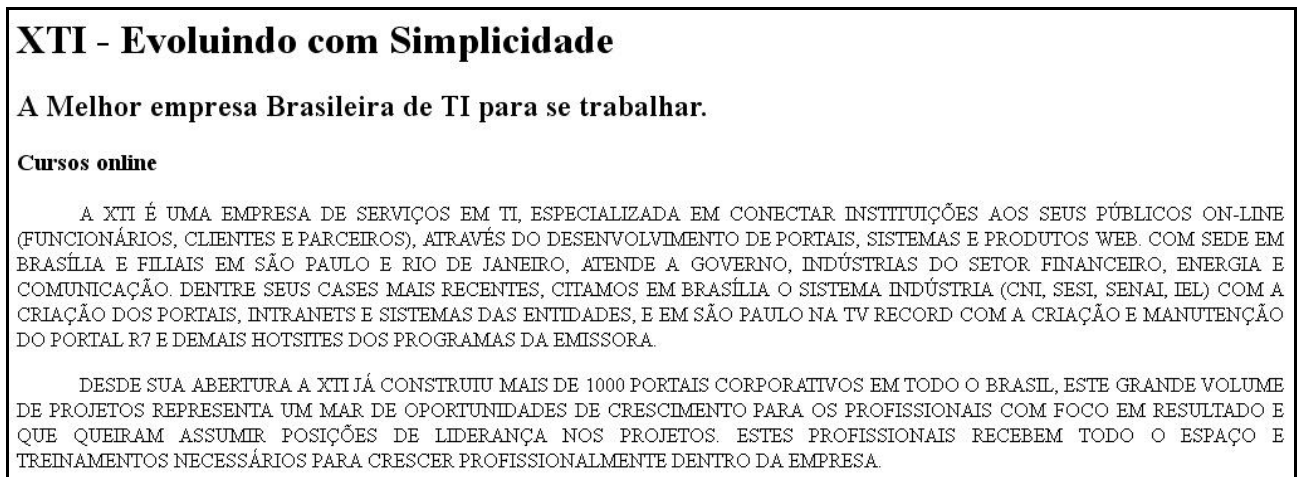 XTI - Evoluindo com Simplicidade
A Melhor empresa Brasileira de TI para se trabalhar.
Cursos online
A XTI É UMA EMPRESA DE SERVIÇOS EM TI, ESPECIALIZADA EM CONECTAR INSTITUIÇÕES AOS SEUS PÚBLICOS ON-LINE
(FUNCIONÁRIOS, CLIENTES E PARCEIROS), ATRAVÉS DO DESENVOLVIMENTO DE PORTAIS, SISTEMAS E PRODUTOS WEB. COM SEDE EM
BRASÍLIA E FILIAIS EM SÃO PAULO E RIO DE JANEIRO, ATENDE A GOVERNO, INDÚSTRIAS DO SETOR FINANCEIRO, ENERGIA E
COMUNICAÇÃO. DENTRE SEUS CASES MAIS RECENTES, CITAMOS EM BRASÍLIA O SISTEMA INDÚSTRIA (CNI, SESI, SENAI, IEL) COM A
CRIAÇÃO DOS PORTAIS, INTRANETS E SISTEMAS DAS ENTIDADES, E EM SÃO PAULO NA TV RECORD COM A CRIAÇÃO E MANUTENÇÃO
DO PORTAL R7 E DEMAIS HOTSITES DOS PROGRAMAS DA EMISSORA.
DESDE SUA ABERTURA A XTI JÁ CONSTRUIU MAIS DE 1000 PORTAIS CORPORATIVOS EM TODO O BRASIL, ESTE GRANDE VOLUME
DE PROJETOS REPRESENTA UM MAR DE OPORTUNIDADES DE CRESCIMENTO PARA OS PROFISSIONAIS COM FOCO EM RESULTADO E
QUE QUEIRAM ASSUMIR POSIÇÕES DE LIDERANÇA NOS PROJETOS. ESTES PROFISSIONAIS RECEBEM TODO O ESPAÇO E
TREINAMENTOS NECESSÁRIOS PARA CRESCER PROFISSIONALMENTE DENTRO DA EMPRESA.